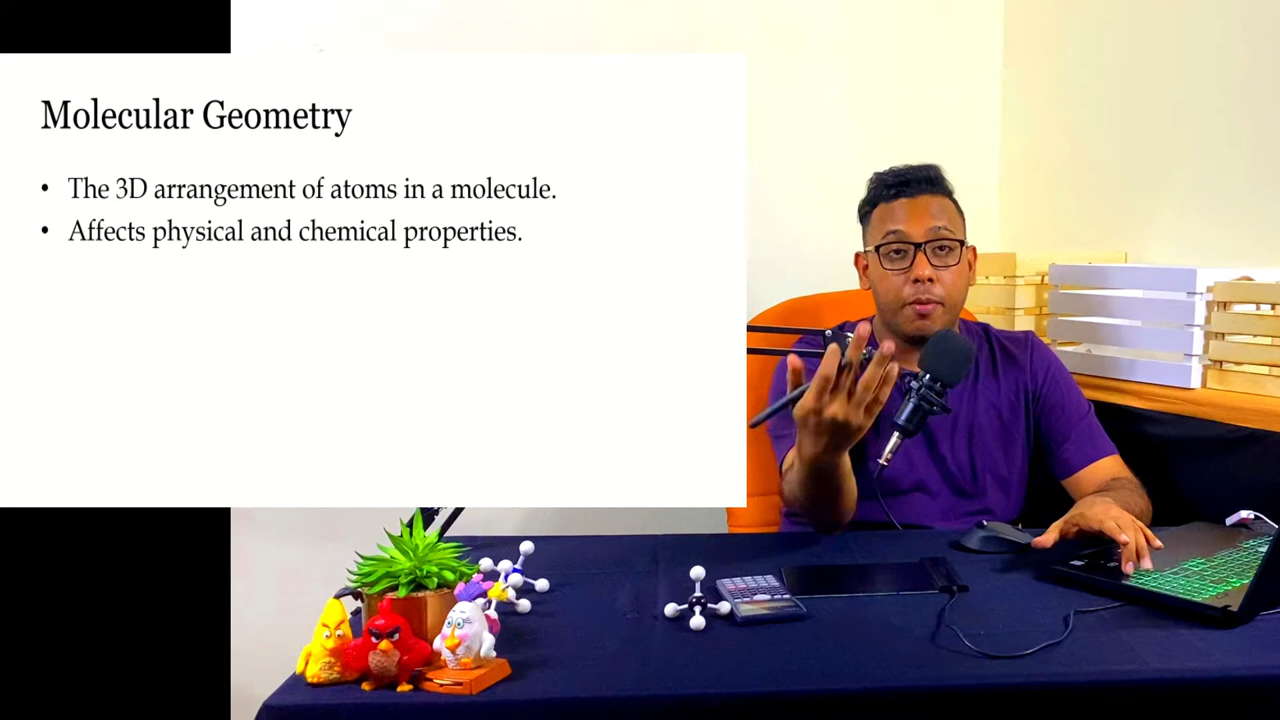 Molecular Geometry
• The 3D arrangement of atoms in a molecule.
• Affects physical and chemical properties.